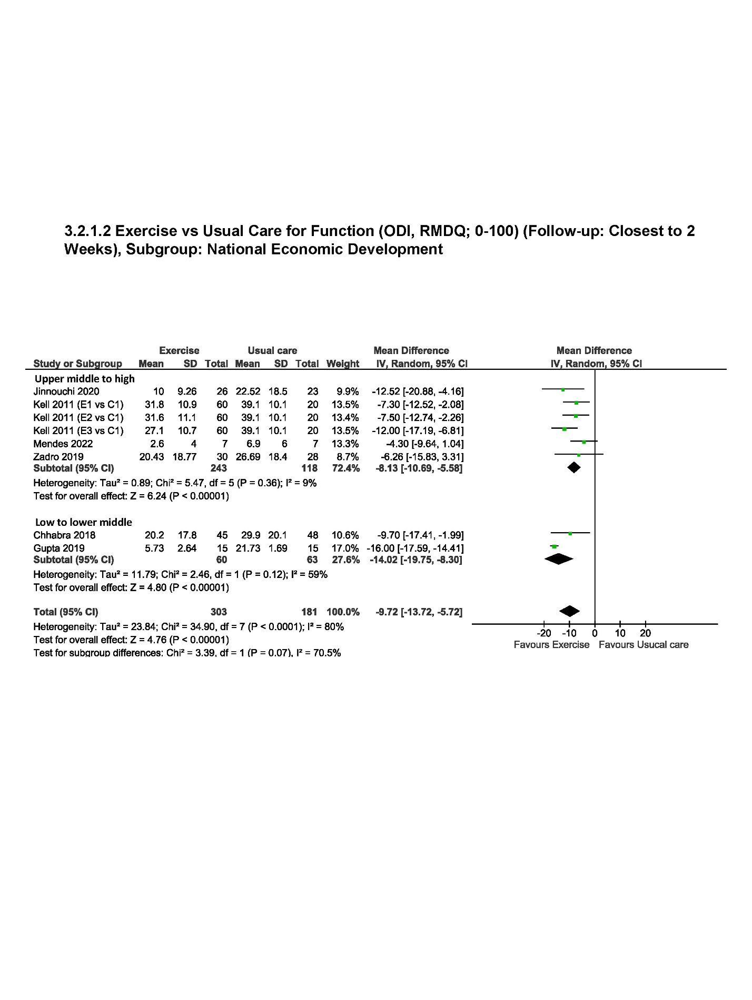 3.2.1.2 Exercise vs Usual Care for Function (ODI, RMDQ; 0-100) (Follow-up: Closest to 2
Weeks), Subgroup: National Economic Development
Exercise Usual care Mean Difference Mean Difference
Study or Subgroup Mean SD Total Mean SD Total Weight IV, Random, 95% CI IV, Random, 95% CI
Upper middle to high
Jinnouchi 2020 10 9.26 26 22.52 18.5 23 9.9% -12.52 [-20.88, -4.16]
Kell 2011 (E1 vs C1) 31.8 10.9 60 39.1 10.1 20 13.5% -7.30 [-12.52, -2.08]
Kell 2011 (E2 vs C1) 31.6 11.1 60 39.1 10.1 20 13.4% -7.50 [-12.74, -2.26]
Kell 2011 (E3 vs C1) 27.1 10.7 60 39.1 10.1 20 13.5% -12.00 [-17.19, -6.81]
Mendes 2022 2.6 4 7 6.9 6 7 13.3% -4.30 [-9.64, 1.04]
Zadro 2019 20.43 18.77 30 26.69 18.4 28 8.7% -6.26 [-15.83, 3.31]
Subtotal (95% CI) 243 118 72.4% -8.13 [-10.69, -5.58]
Heterogeneity: Tau² = 0.89; Chi² = 5.47, df = 5 (P = 0.36); I² = 9%
Test for overall effect: Z = 6.24 (P < 0.00001)
Low to lower middle
Chhabra 2018 20.2 17.8 45 29.9 20.1 48 10.6% -9.70 [-17.41, -1.99]
Gupta 2019 5.73 2.64 15 21.73 1.69 15 17.0% -16.00 [-17.59, -14.41]
Subtotal (95% CI) 60 63 27.6% -14.02 [-19.75, -8.30]
Heterogeneity: Tau² = 11.79; Chi² = 2.46, df = 1 (P = 0.12); I² = 59%
Test for overall effect: Z = 4.80 (P < 0.00001)
Total (95% CI) 303 181 100.0% -9.72 [-13.72, -5.72]
Heterogeneity: Tau² = 23.84; Chi² = 34.90, df = 7 (P < 0.0001); I² = 80%
-20 -10 0 10 20
Test for overall effect: Z = 4.76 (P < 0.00001)
Favours Exercise Favours Usucal care
Test for subgroup differences: Chi² = 3.39, df = 1 (P = 0.07), I² = 70.5%